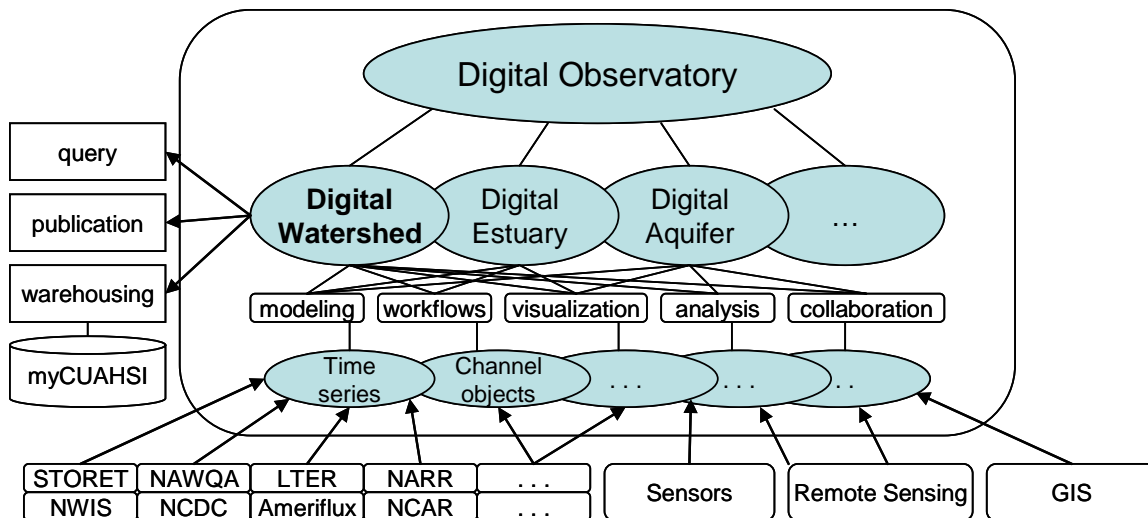 Digital Observatory
query
publication
warehousing
myCUAHSI
Digital
Watershed
Digital
Estuary
Digital
Aquifer
...
modeling
workflows
visualization
analysis
collaboration
Time
series
Channel
objects
. . .
. . .
. .
STORET
NAWQA
LTER
NARR
. . .
NWIS
NCDC
Ameriflux
NCAR
. . .
Sensors
Remote Sensing
GIS